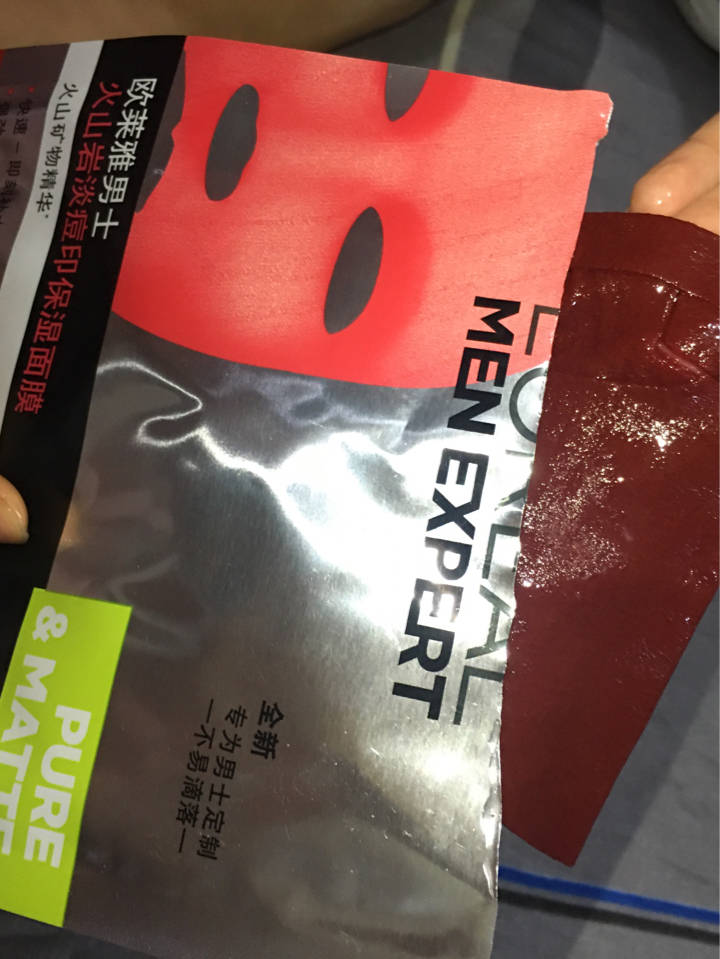 L'ORÉAL
MEN EXPERT
全新
专为男士定制
一不易滴落一
欧莱雅男士
火山岩淡痘印保湿面膜
火山矿物精华*
PURE
& MATTE